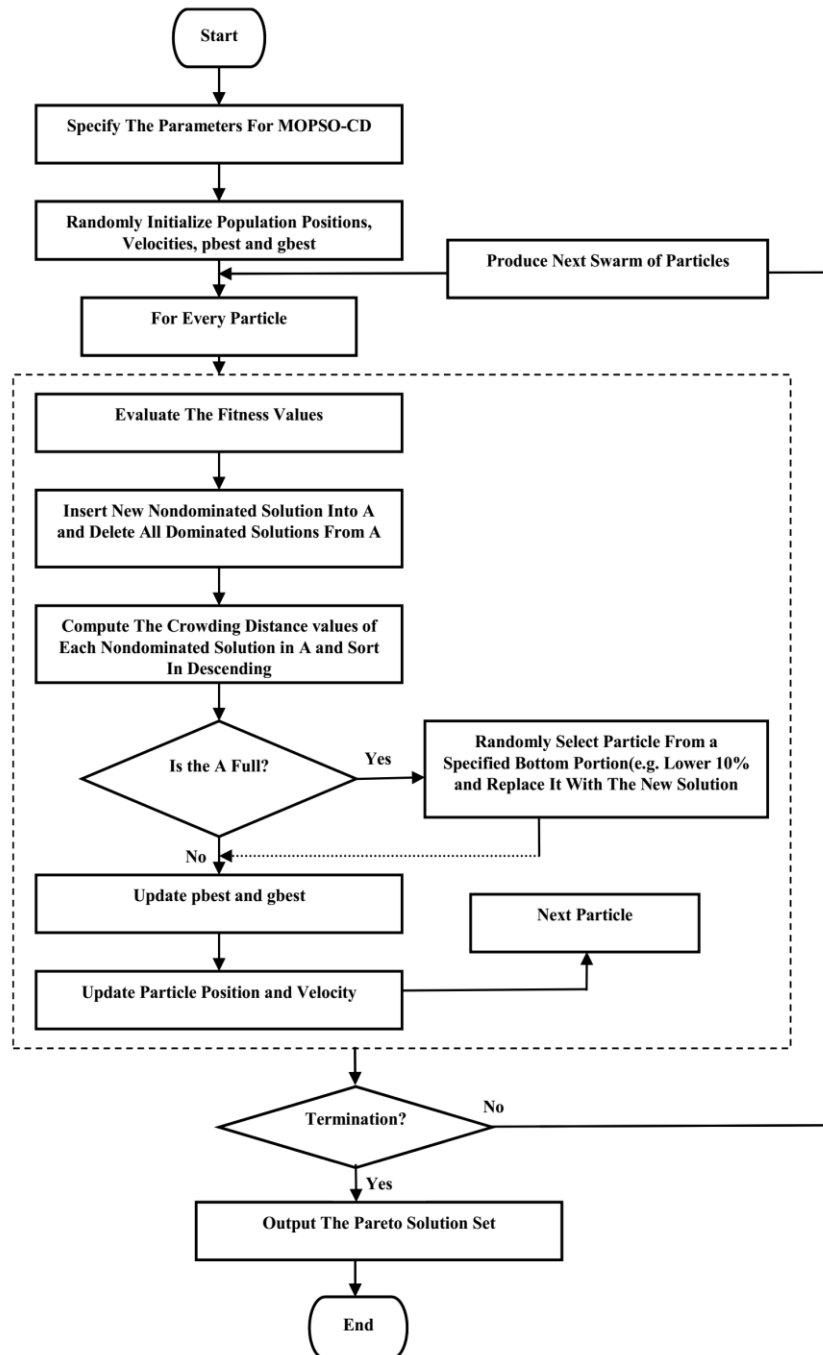 Start
Specify The Parameters For MOPSO-CD
Randomly Initialize Population Positions,
Velocities, pbest and gbest
Produce Next Swarm of Particles
For Every Particle
Evaluate The Fitness Values
Insert New Nondominated Solution Into A
and Delete All Dominated Solutions From A
Compute The Crowding Distance values of
Each Nondominated Solution in A and Sort
In Descending
Is the A Full?
Yes
Randomly Select Particle From a
Specified Bottom Portion(e.g. Lower 10%
and Replace It With The New Solution
No
Update pbest and gbest
Next Particle
Update Particle Position and Velocity
Termination?
No
Yes
Output The Pareto Solution Set
End